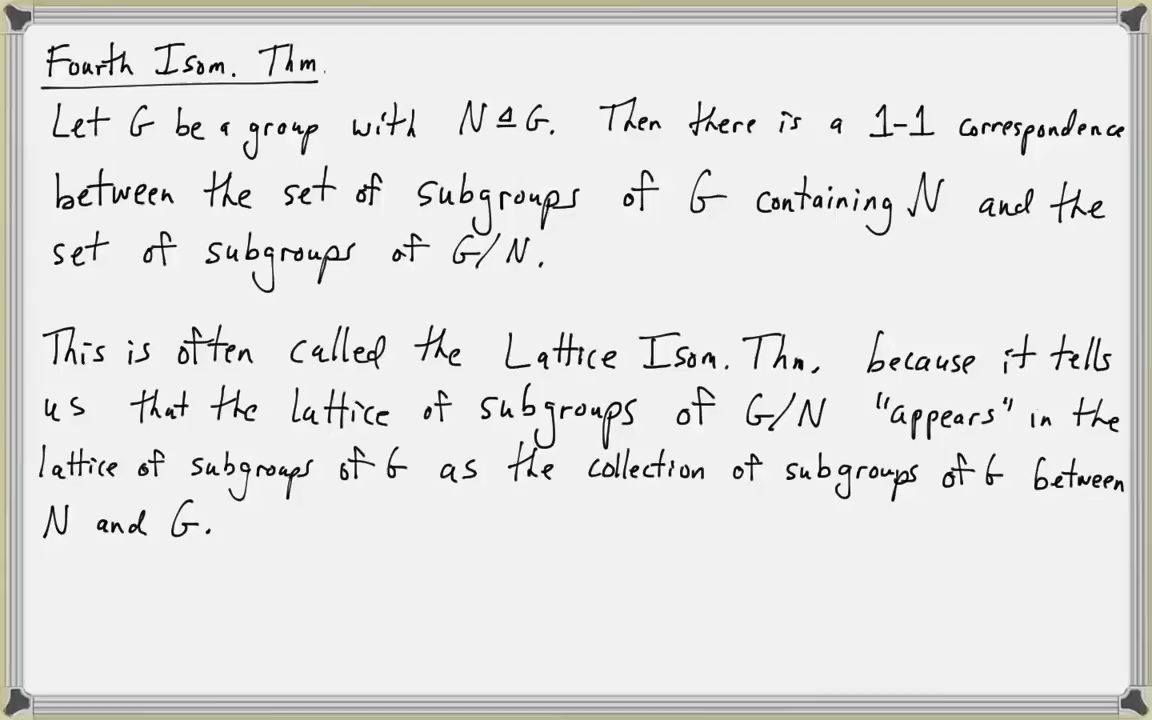 Fourth Isom. Thm.
Let G be a group with N ⊴ G. Then there is a 1-1 correspondence
between the set of subgroups of G containing N and the
set of subgroups of G/N.
This is often called the Lattice Isom. Thm. because it tells
us that the lattice of subgroups of G/N "appears" in the
lattice of subgroups of G as the collection of subgroups of G between
N and G.